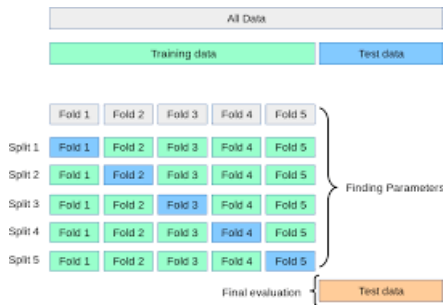 All Data
Training data Test data
Fold 1 Fold 2 Fold 3 Fold 4 Fold 5
Split 1 Fold 1 Fold 2 Fold 3 Fold 4 Fold 5
Split 2 Fold 1 Fold 2 Fold 3 Fold 4 Fold 5
Finding Parameters
Split 3 Fold 1 Fold 2 Fold 3 Fold 4 Fold 5
Split 4 Fold 1 Fold 2 Fold 3 Fold 4 Fold 5
Split 5 Fold 1 Fold 2 Fold 3 Fold 4 Fold 5
Final evaluation Test data